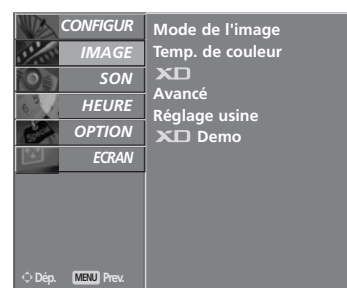 CONFIGUR
IMAGE
SON
HEURE
OPTION
ECRAN
Mode de l'image
Temp. de couleur
XD
Avancé
Réglage usine
XD Demo
Dép. MENU Prev.